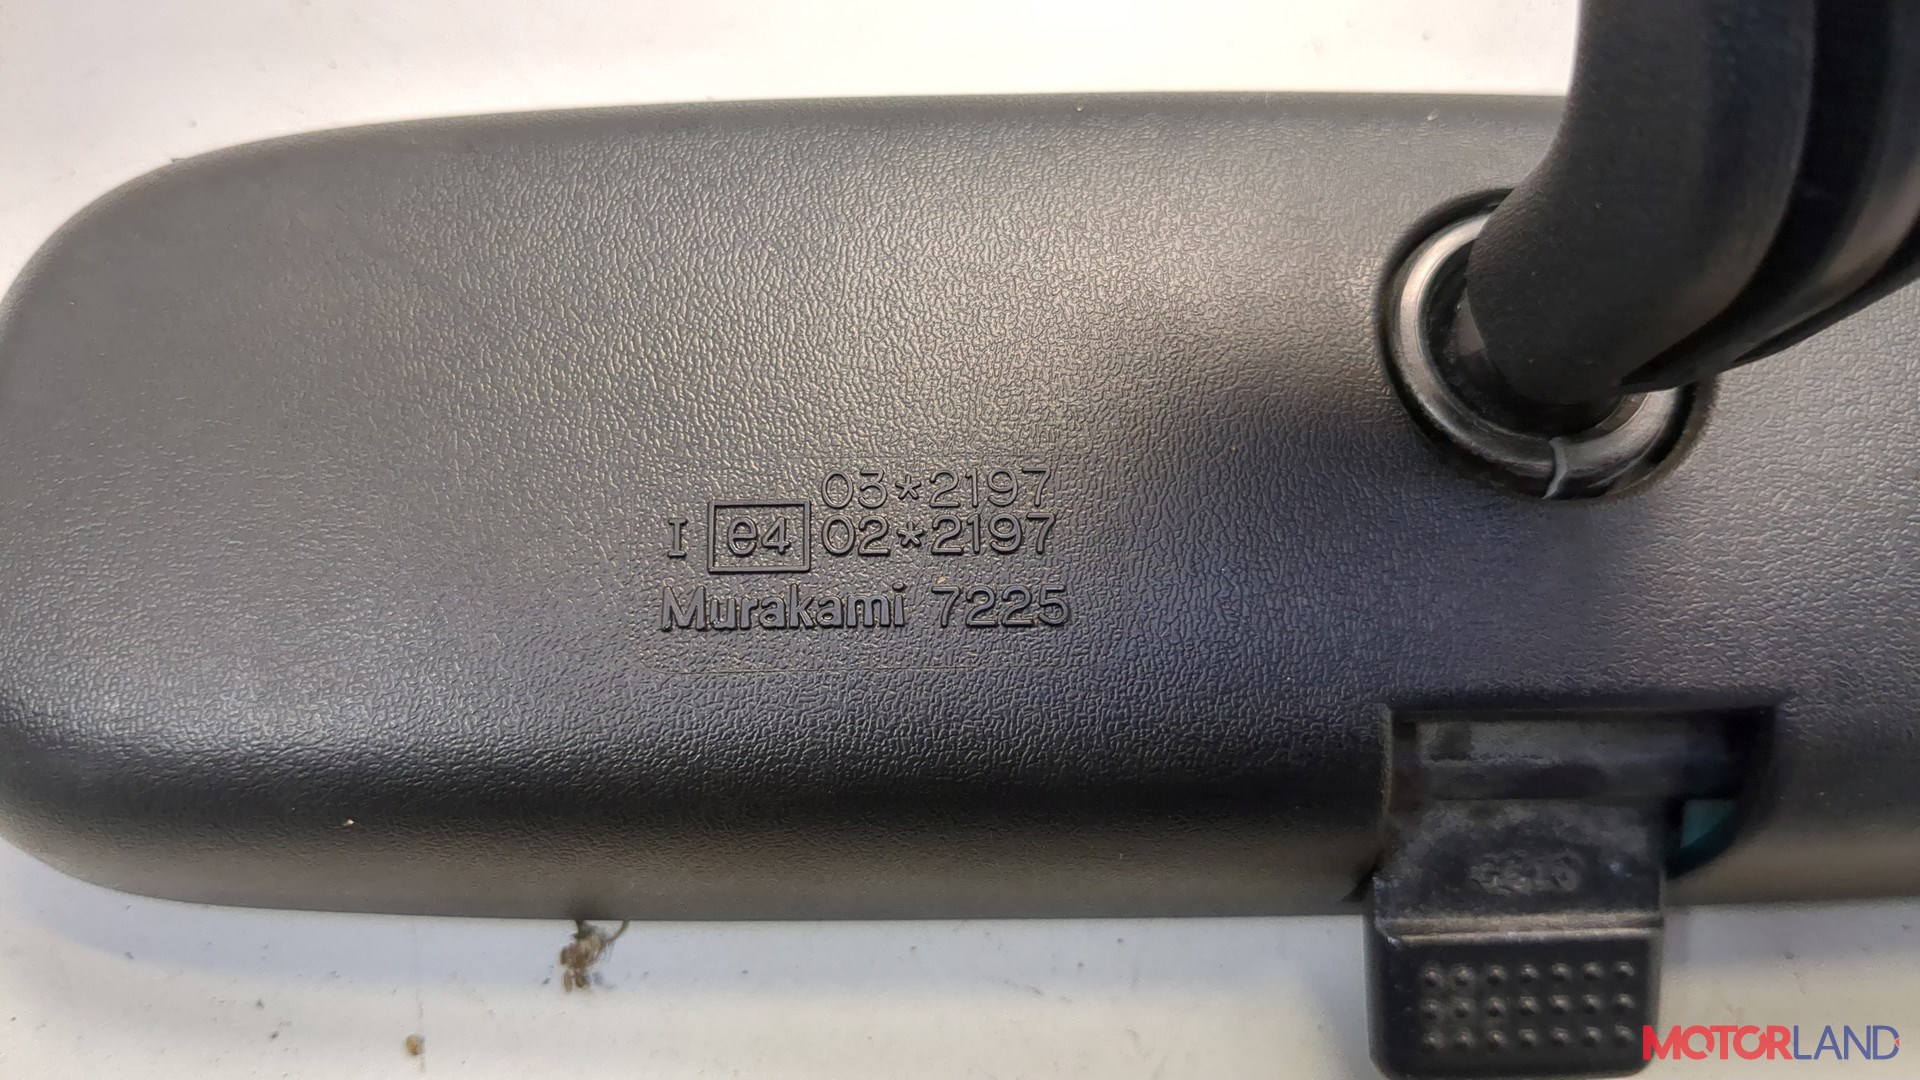 03*2197
I e4 02*2197
Murakami 7225
MOTORLAND